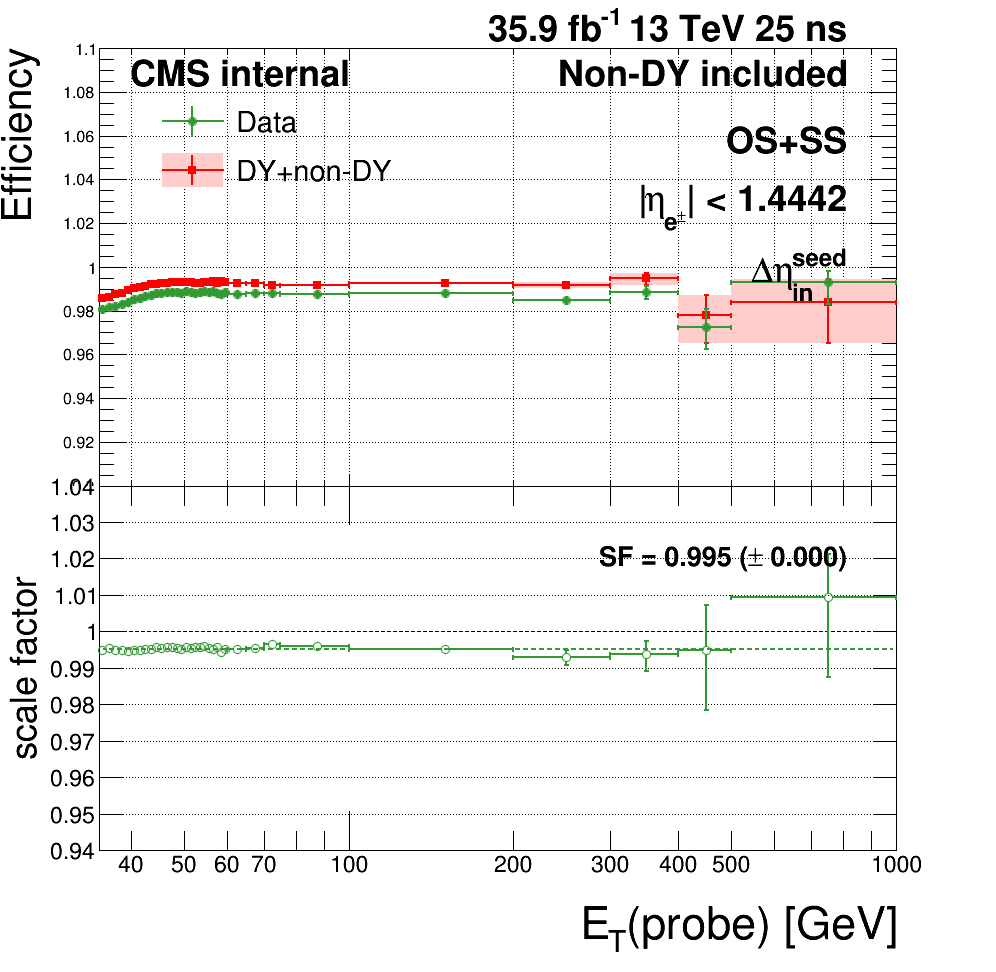 35.9 fb⁻¹ 13 TeV 25 ns
Efficiency
CMS internal
Non-DY included
Data
DY+non-DY
OS+SS
|η_e±| < 1.4442
Δη_in^seed
1.1
1.08
1.06
1.04
1.02
1
0.98
0.96
0.94
0.92
scale factor
SF = 0.995 (± 0.000)
1.04
1.03
1.02
1.01
1
0.99
0.98
0.97
0.96
0.95
0.94
40 50 60 70 100 200 300 400 500 1000
E_T(probe) [GeV]